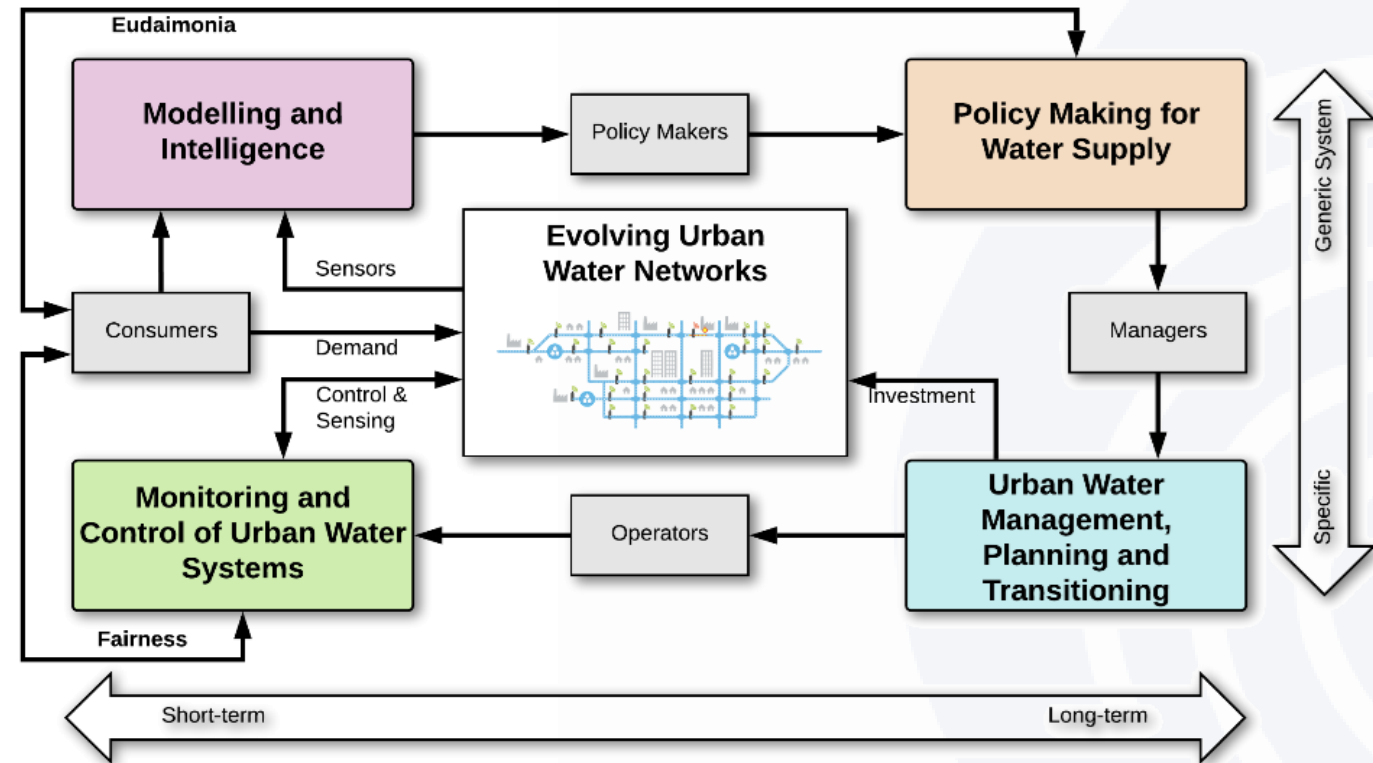 Eudaimonia
Modelling and
Intelligence
Policy Makers
Policy Making for
Water Supply
Generic System
Evolving Urban
Water Networks
Sensors
Consumers
Demand
Managers
Control &
Sensing
Investment
Monitoring and
Control of Urban Water
Systems
Operators
Urban Water
Management,
Planning and
Transitioning
Specific
Fairness
Short-term
Long-term